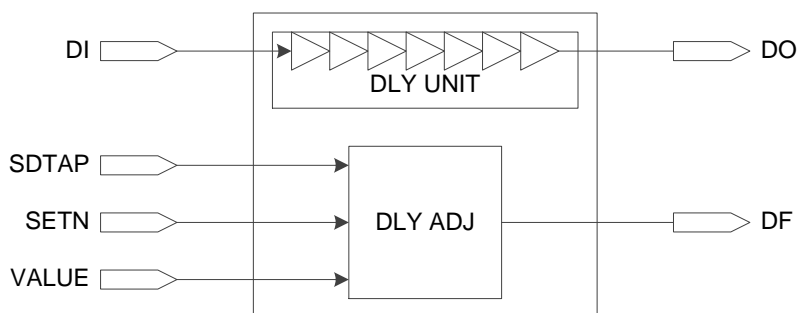 DI
DO
DLY UNIT
SDTAP
SETN
DLY ADJ
DF
VALUE